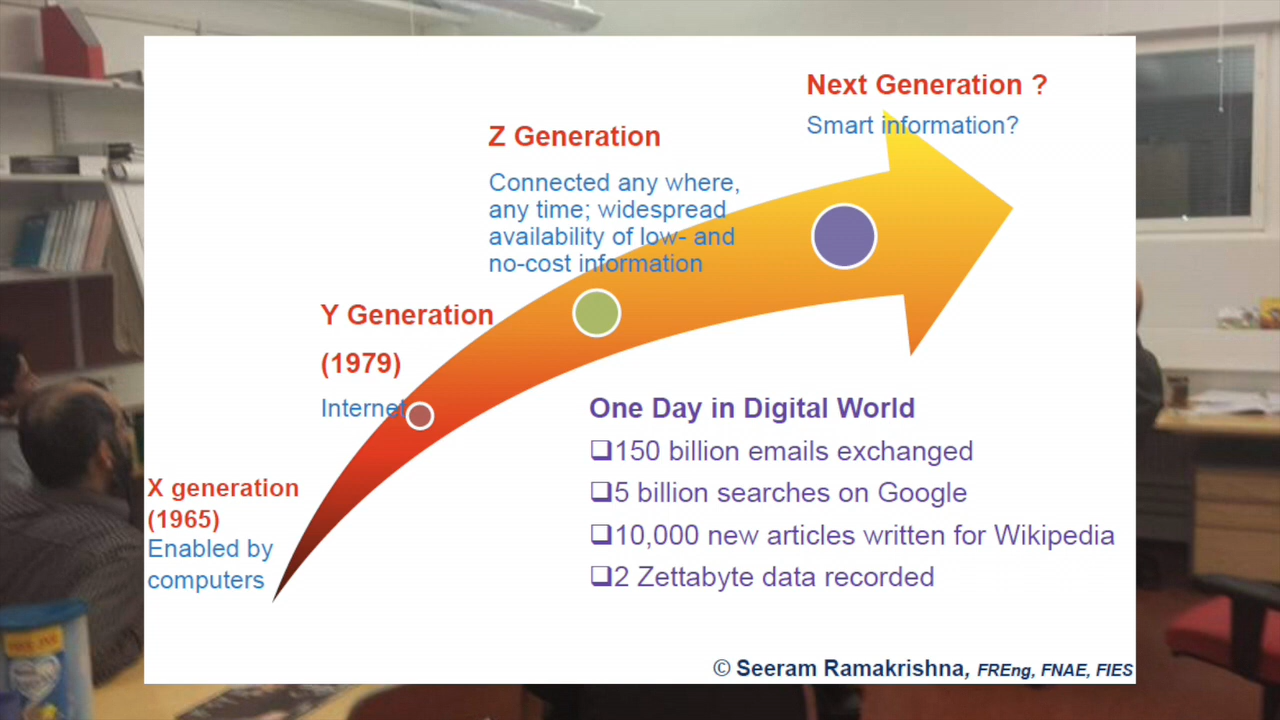 Next Generation ?
Smart information?
Z Generation
Connected any where,
any time; widespread
availability of low- and
no-cost information
Y Generation
(1979)
Internet
X generation
(1965)
Enabled by
computers
One Day in Digital World
❑150 billion emails exchanged
❑5 billion searches on Google
❑10,000 new articles written for Wikipedia
❑2 Zettabyte data recorded
© Seeram Ramakrishna, FREng, FNAE, FIES